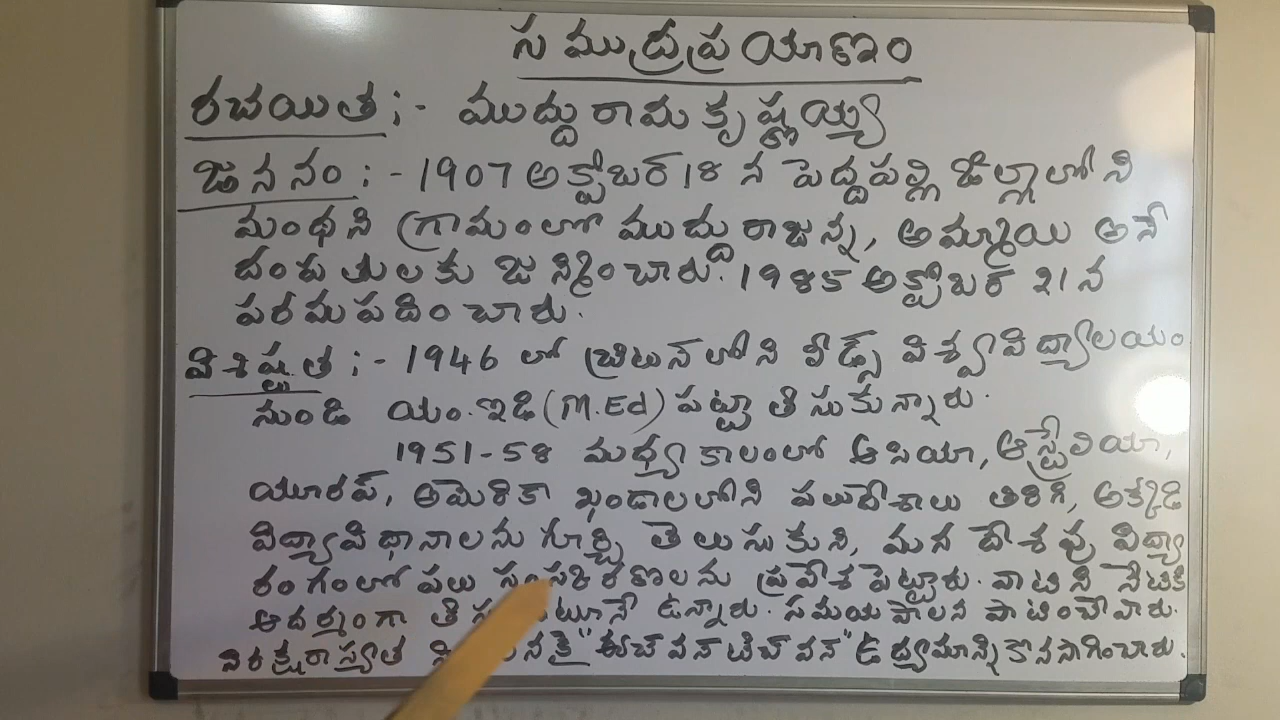 సముద్రప్రయాణం
రచయిత :- ముద్దు రామకృష్ణయ్య
జననం :- 1907 అక్టోబర్ 18 న పెద్దపల్లి జిల్లాలోని
మంథని గ్రామంలో ముద్దు రాజన్న, అమ్మాయి అనే
దంపతులకు జన్మించారు. 1985 అక్టోబర్ 21 న
పరమపదించారు.
విశిష్టత :- 1946 లో బ్రిటన్‌లోని లీడ్స్ విశ్వవిద్యాలయం
నుండి యం.ఇడి (M.Ed) పట్టా తీసుకున్నారు.
1951-58 మధ్యకాలంలో ఆసియా, ఆస్ట్రేలియా,
యూరప్, అమెరికా ఖండాలలోని పలుదేశాలు తిరిగి, అక్కడి
విద్యావిధానాలను గూర్చి తెలుసుకుని, మన దేశపు విద్యా
రంగంలో పలు సంస్కరణలను ప్రవేశపెట్టారు. వాటిని నేటికి
ఆదర్శంగా ఉన్నారు. సమయపాలన పాటించేవారు.
నిరక్షరాస్యత "ఈచ్ వన్ టీచ్ వన్" ఉద్యమాన్ని కొనసాగించారు.